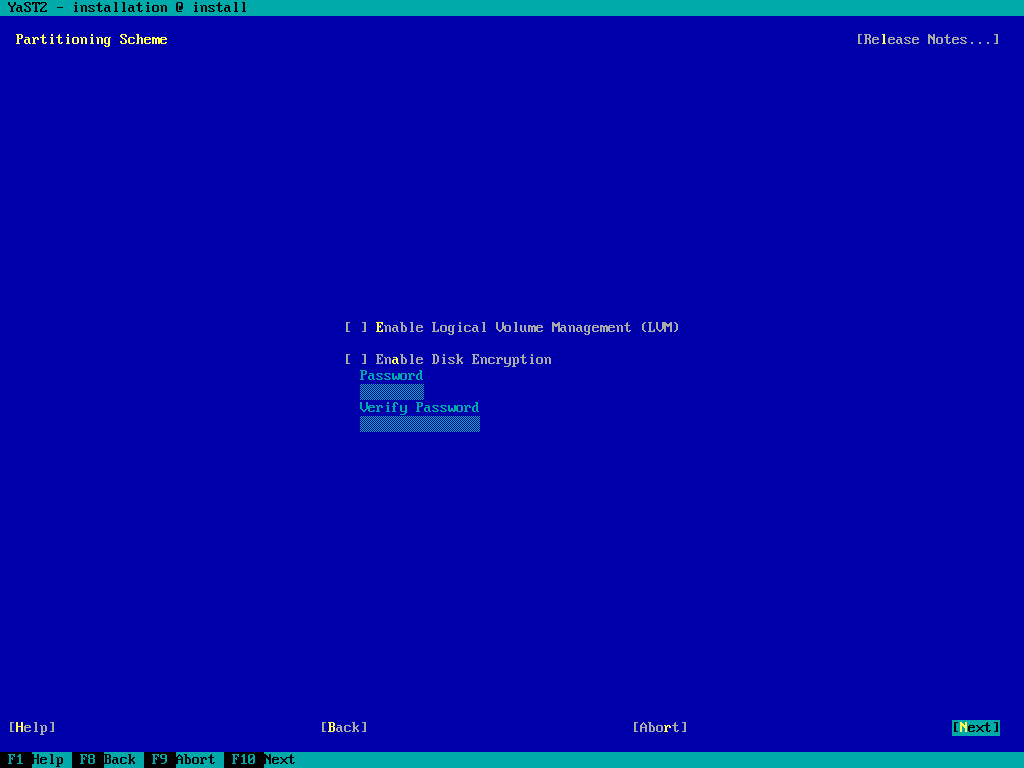 YaST2 - installation @ install
Partitioning Scheme [Release Notes...]
[ ] Enable Logical Volume Management (LVM)
[ ] Enable Disk Encryption
Password
Verify Password
[Help] [Back] [Abort] [Next]
F1 Help F8 Back F9 Abort F10 Next